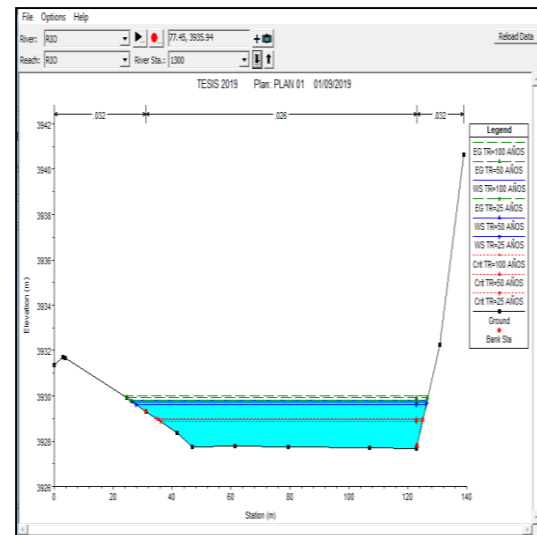 File Options Help
River: RIO 77.45, 3935.94 Reload Data
Reach: RIO River Sta.: 1300
TESIS 2019 Plan: PLAN 01 01/09/2019
.032 .026 .032
Legend
EG TR=100 AÑOS
EG TR=50 AÑOS
WS TR=100 AÑOS
EG TR=25 AÑOS
WS TR=50 AÑOS
WS TR=25 AÑOS
Crit TR=100 AÑOS
Crit TR=50 AÑOS
Crit TR=25 AÑOS
Ground
Bank Sta
3942
3940
3938
3936
3934
3932
3930
3928
3926
Elevation (m)
0 20 40 60 80 100 120 140
Station (m)